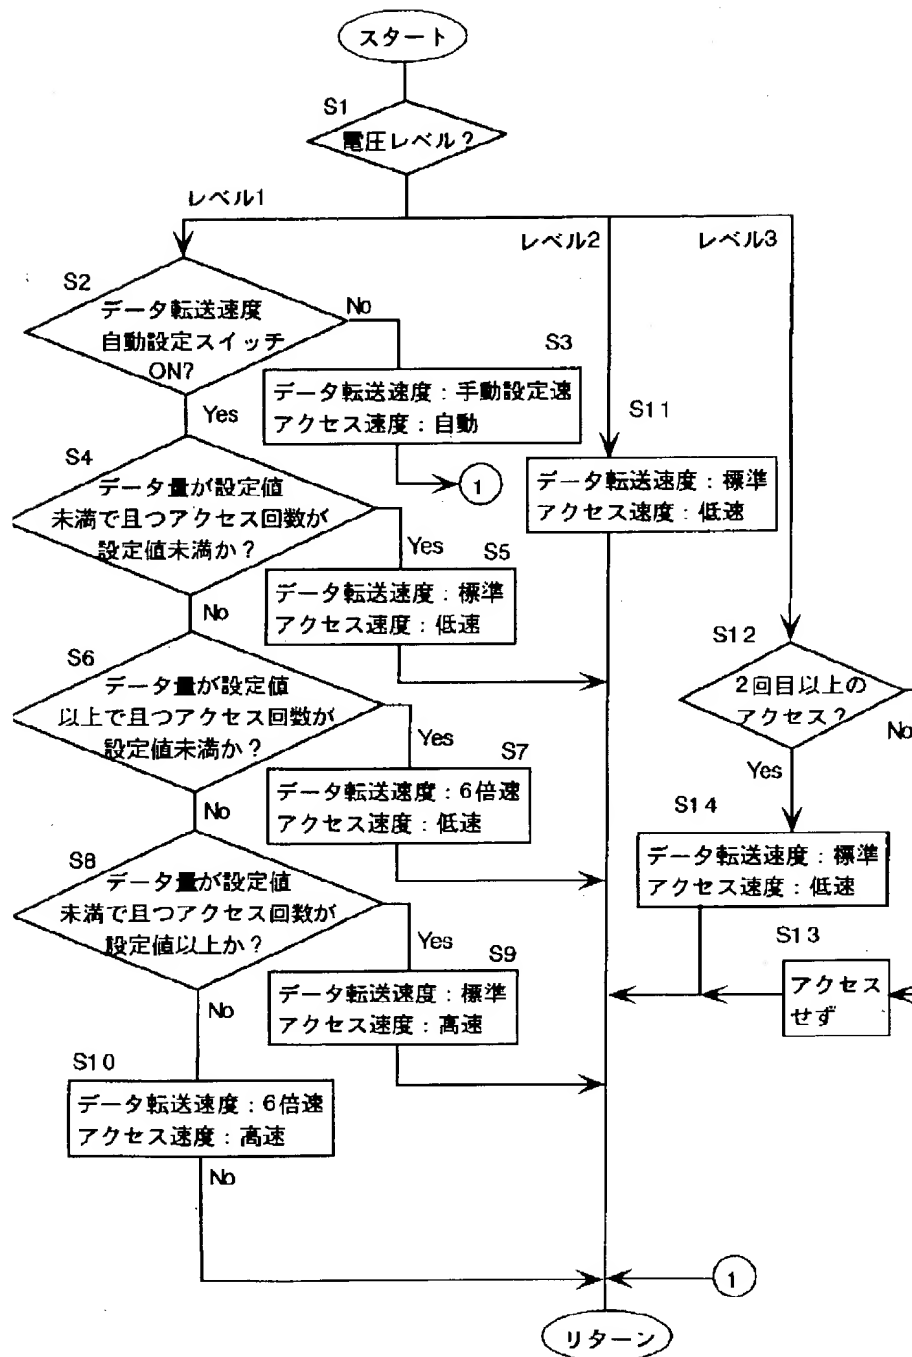 スタート
S1
電圧レベル?
レベル1
レベル2
レベル3
S2
データ転送速度
自動設定スイッチ
ON?
No
Yes
S3
データ転送速度:手動設定速
アクセス速度:自動
1
S11
データ転送速度:標準
アクセス速度:低速
S4
データ量が設定値
未満で且つアクセス回数が
設定値未満か?
Yes
No
S5
データ転送速度:標準
アクセス速度:低速
S12
2回目以上の
アクセス?
No
Yes
S6
データ量が設定値
以上で且つアクセス回数が
設定値未満か?
Yes
No
S7
データ転送速度:6倍速
アクセス速度:低速
S14
データ転送速度:標準
アクセス速度:低速
S8
データ量が設定値
未満で且つアクセス回数が
設定値以上か?
Yes
No
S9
データ転送速度:標準
アクセス速度:高速
S13
アクセス
せず
S10
データ転送速度:6倍速
アクセス速度:高速
No
1
リターン